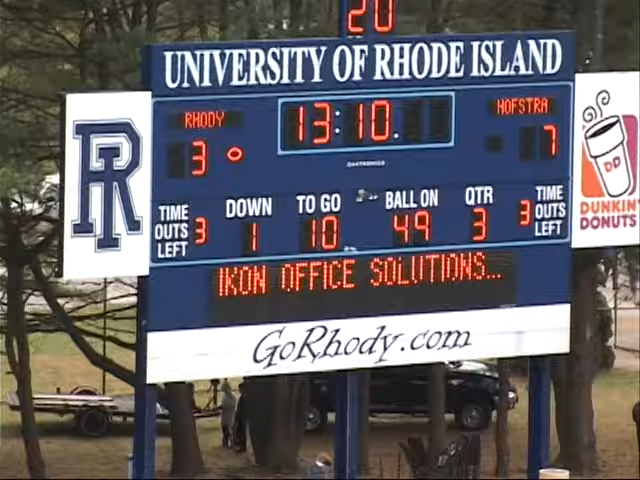 20
UNIVERSITY OF RHODE ISLAND
RHODY 13:10. HOFSTRA
3 7
DAKTRONICS
RI
DD
DUNKIN'
DONUTS
TIME OUTS LEFT 3 DOWN 1 TO GO 10 BALL ON 49 QTR 3 3 TIME OUTS LEFT
IKON OFFICE SOLUTIONS...
GoRhody.com